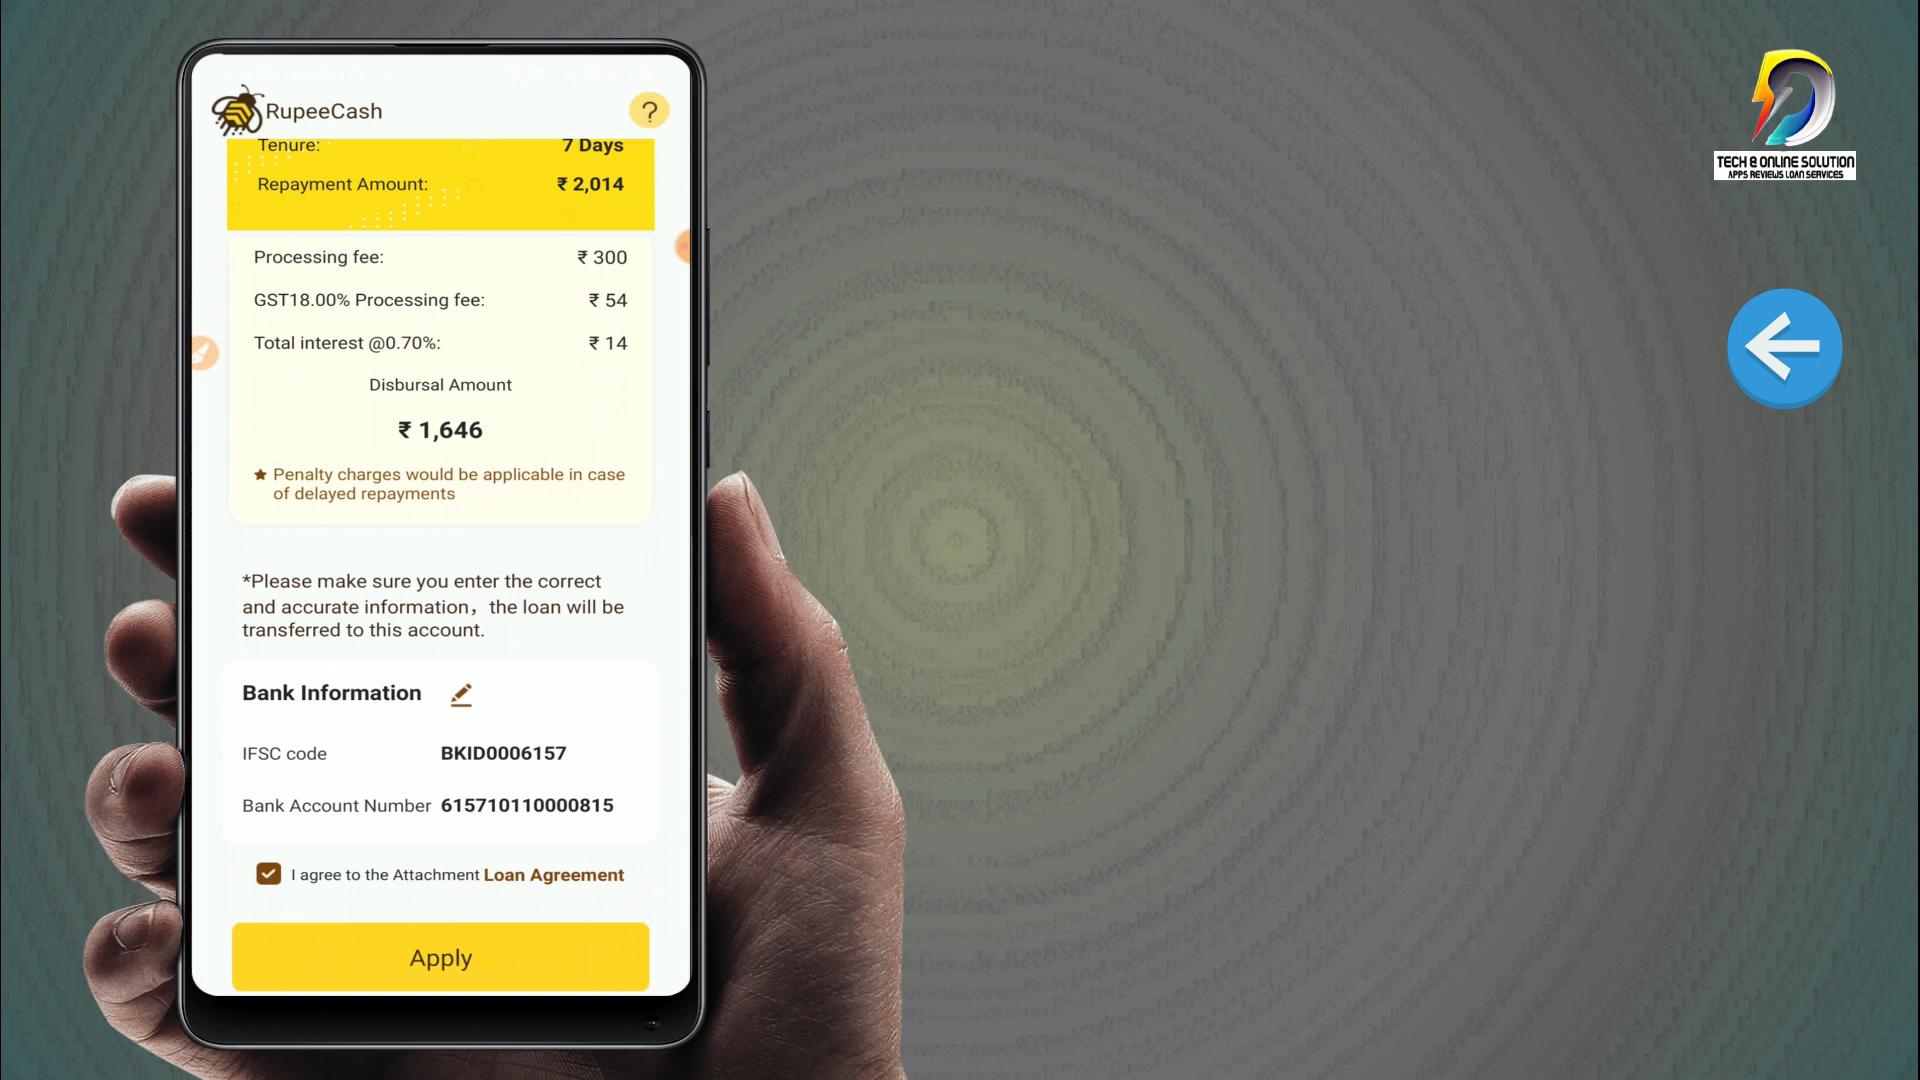 RupeeCash
?
Tenure: 7 Days
Repayment Amount: ₹ 2,014
Processing fee: ₹ 300
GST18.00% Processing fee: ₹ 54
Total interest @0.70%: ₹ 14
Disbursal Amount
₹ 1,646
★ Penalty charges would be applicable in case
of delayed repayments
*Please make sure you enter the correct
and accurate information，the loan will be
transferred to this account.
Bank Information
IFSC code BKID0006157
Bank Account Number 615710110000815
I agree to the Attachment Loan Agreement
Apply
TECH & ONLINE SOLUTION
APPS REVIEWS LOAN SERVICES